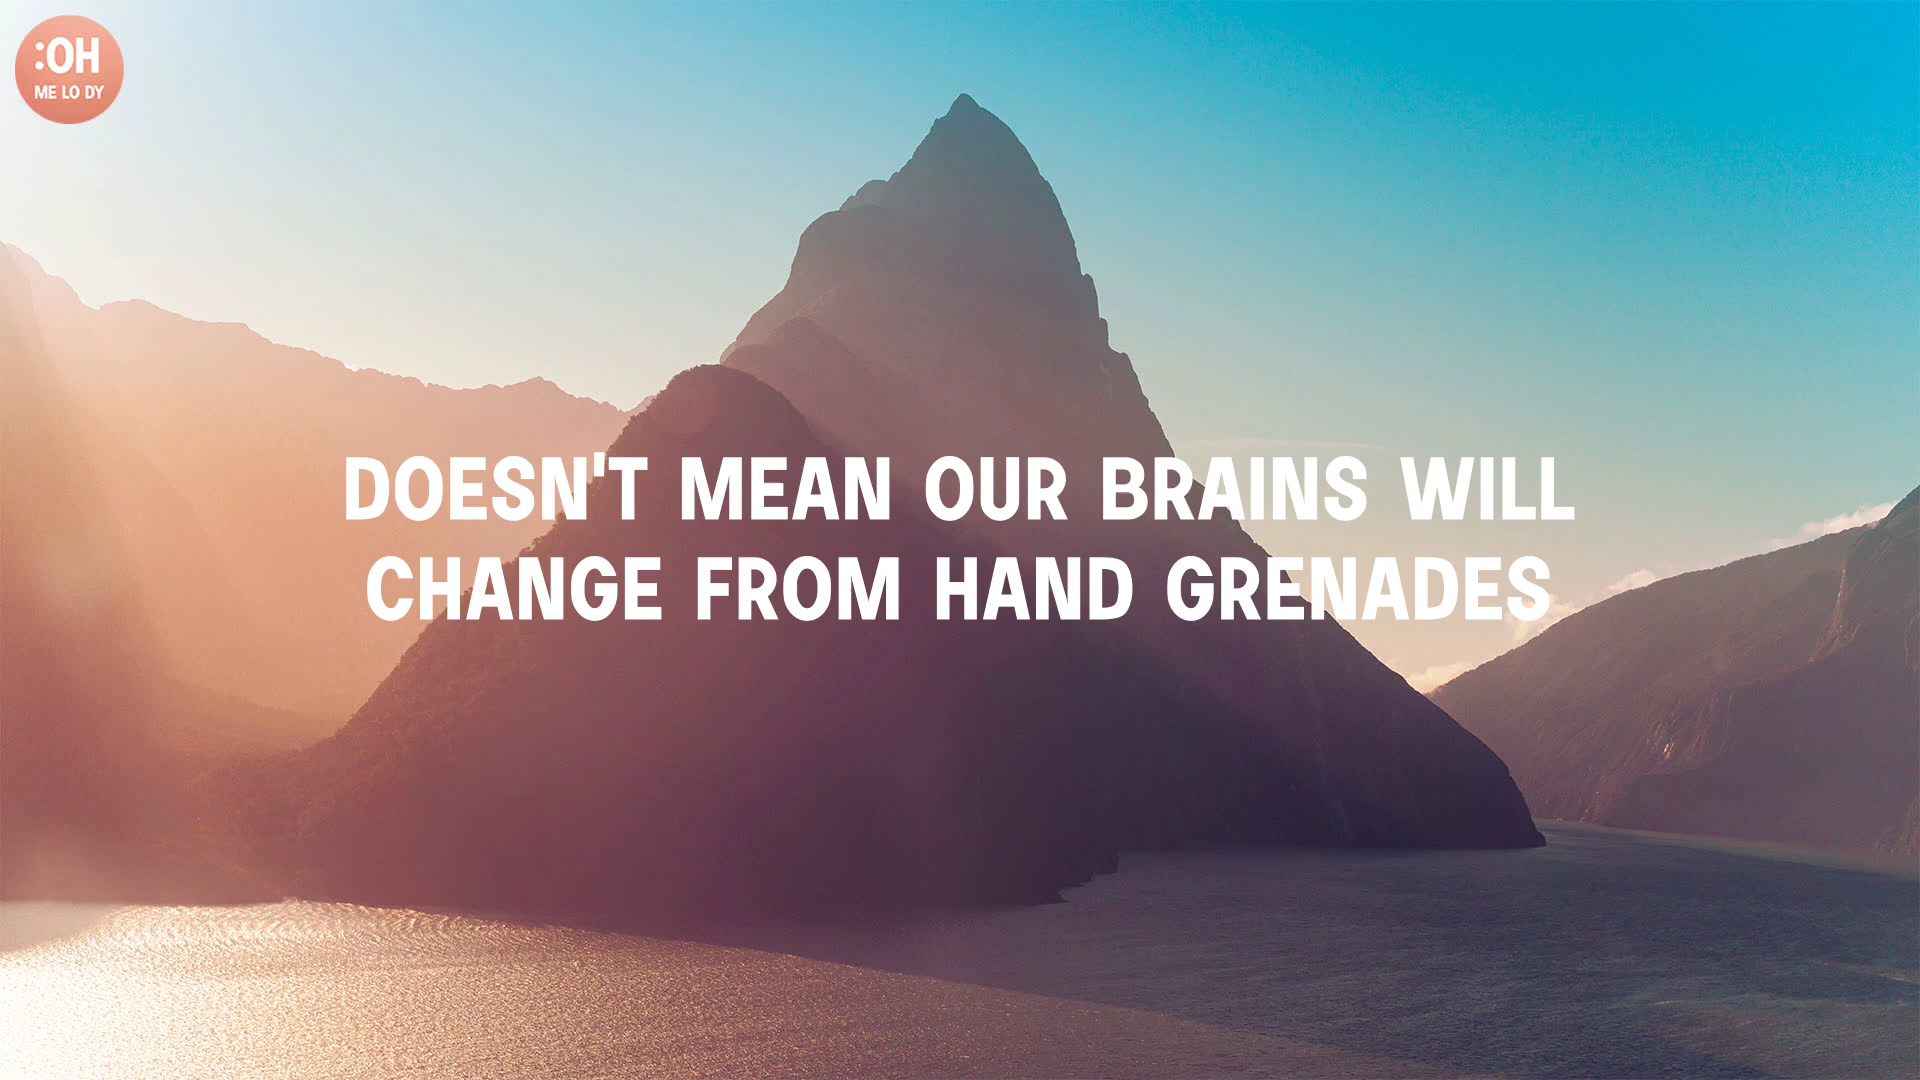 :OH
ME LO DY
DOESN'T MEAN OUR BRAINS WILL
CHANGE FROM HAND GRENADES